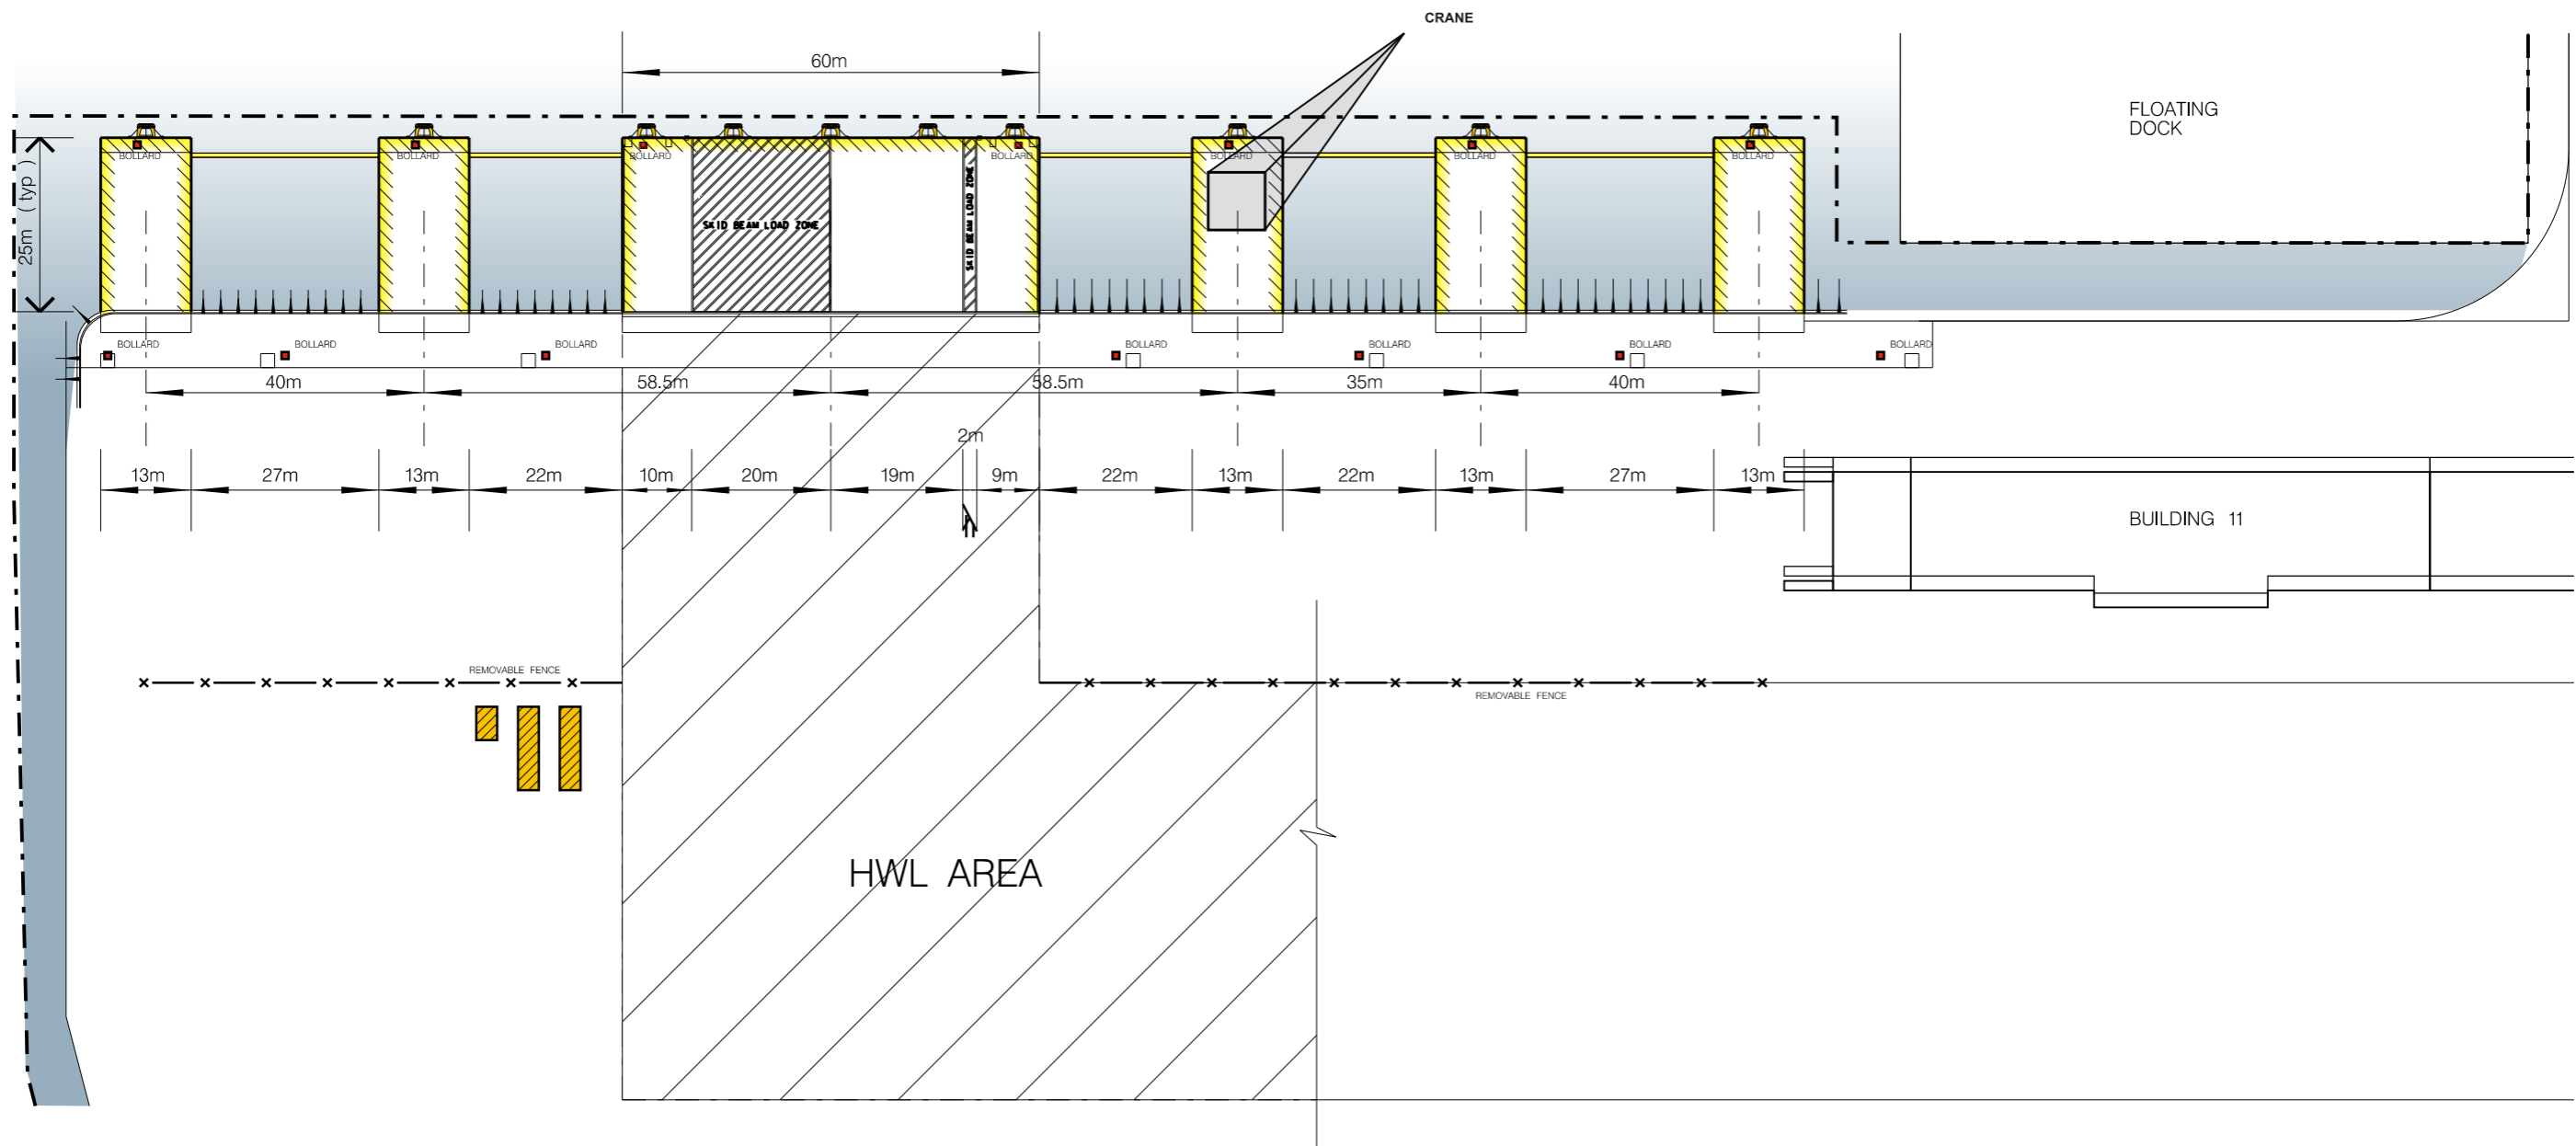 CRANE
60m
FLOATING
DOCK
BOLLARD
BOLLARD
BOLLARD
BOLLARD
BOLLARD
BOLLARD
BOLLARD
25m ( typ )
SKID BEAM LOAD ZONE
SKID BEAM LOAD ZONE
BOLLARD
BOLLARD
BOLLARD
BOLLARD
BOLLARD
BOLLARD
BOLLARD
40m
58.5m
58.5m
35m
40m
2m
13m
27m
13m
22m
10m
20m
19m
9m
22m
13m
22m
13m
27m
13m
BUILDING 11
REMOVABLE FENCE
REMOVABLE FENCE
HWL AREA